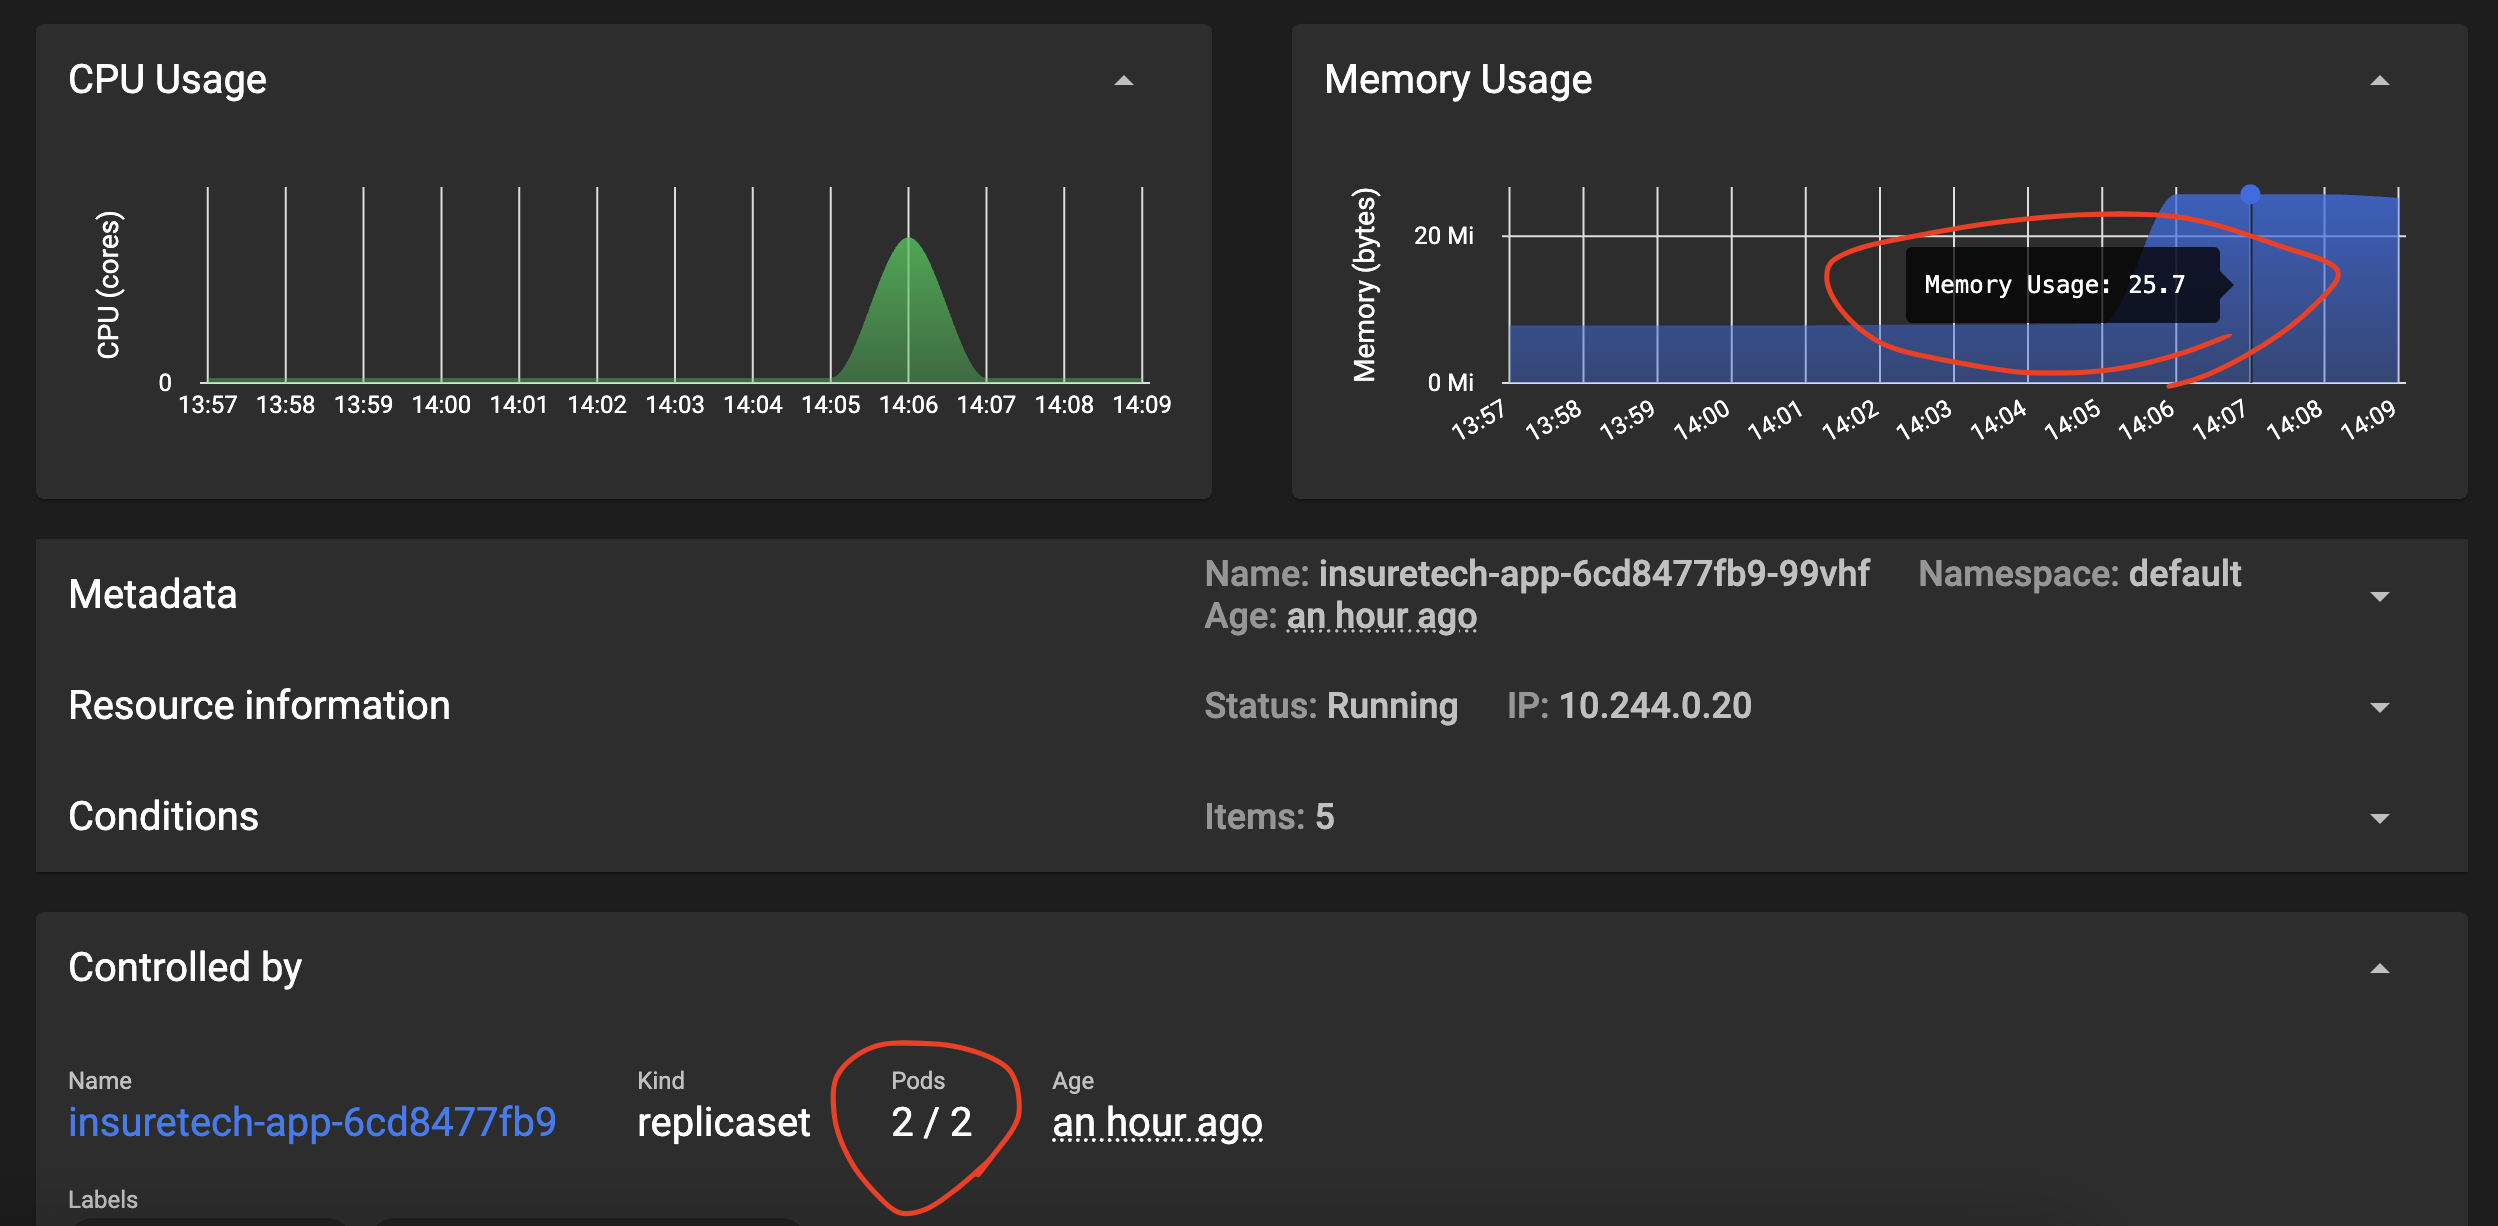 CPU Usage
CPU (cores)
0
13:57 13:58 13:59 14:00 14:01 14:02 14:03 14:04 14:05 14:06 14:07 14:08 14:09
Memory Usage
Memory (bytes)
20 Mi
Memory Usage: 25.7
0 Mi
13:57 13:58 13:59 14:00 14:01 14:02 14:03 14:04 14:05 14:06 14:07 14:08 14:09
Metadata
Name: insuretech-app-6cd8477fb9-99vhf Namespace: default
Age: an hour ago
Resource information
Status: Running IP: 10.244.0.20
Conditions
Items: 5
Controlled by
Name Kind Pods Age
insuretech-app-6cd8477fb9 replicaset 2 / 2 an hour ago
Labels